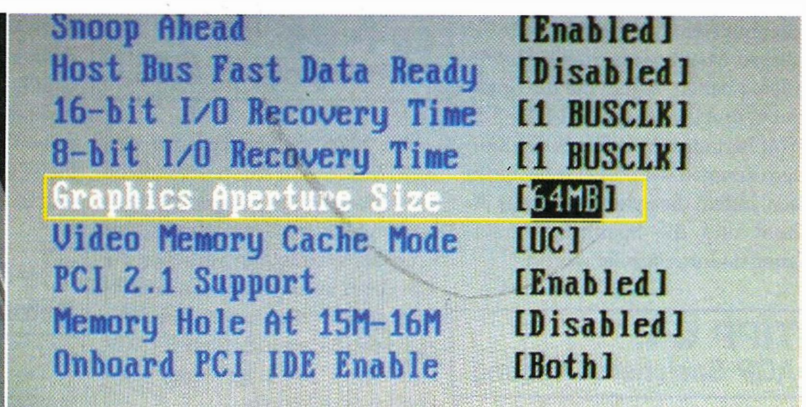 Snoop Ahead [Enabled]
Host Bus Fast Data Ready [Disabled]
16-bit I/O Recovery Time [1 BUSCLK]
8-bit I/O Recovery Time [1 BUSCLK]
Graphics Aperture Size [64MB]
Video Memory Cache Mode [UC]
PCI 2.1 Support [Enabled]
Memory Hole At 15M-16M [Disabled]
Onboard PCI IDE Enable [Both]